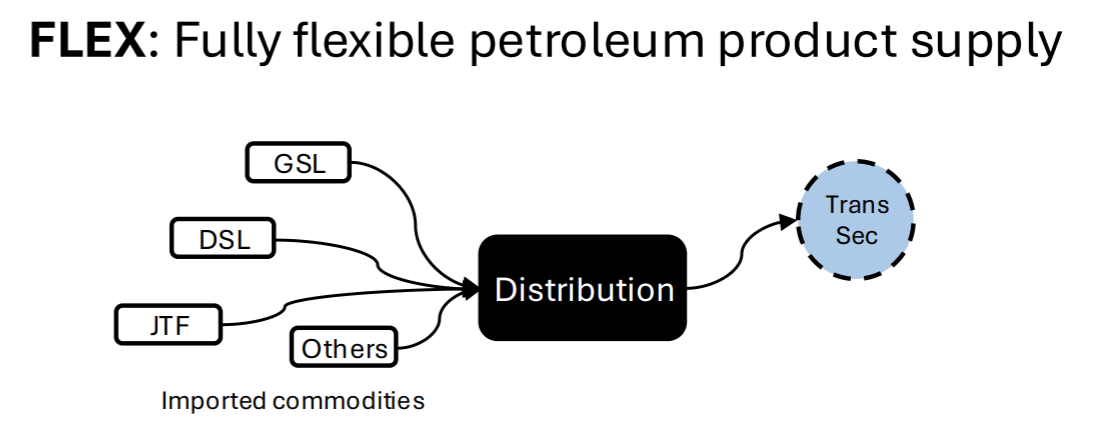 FLEX: Fully flexible petroleum product supply
GSL
DSL
JTF
Others
Imported commodities
Distribution
Trans
Sec